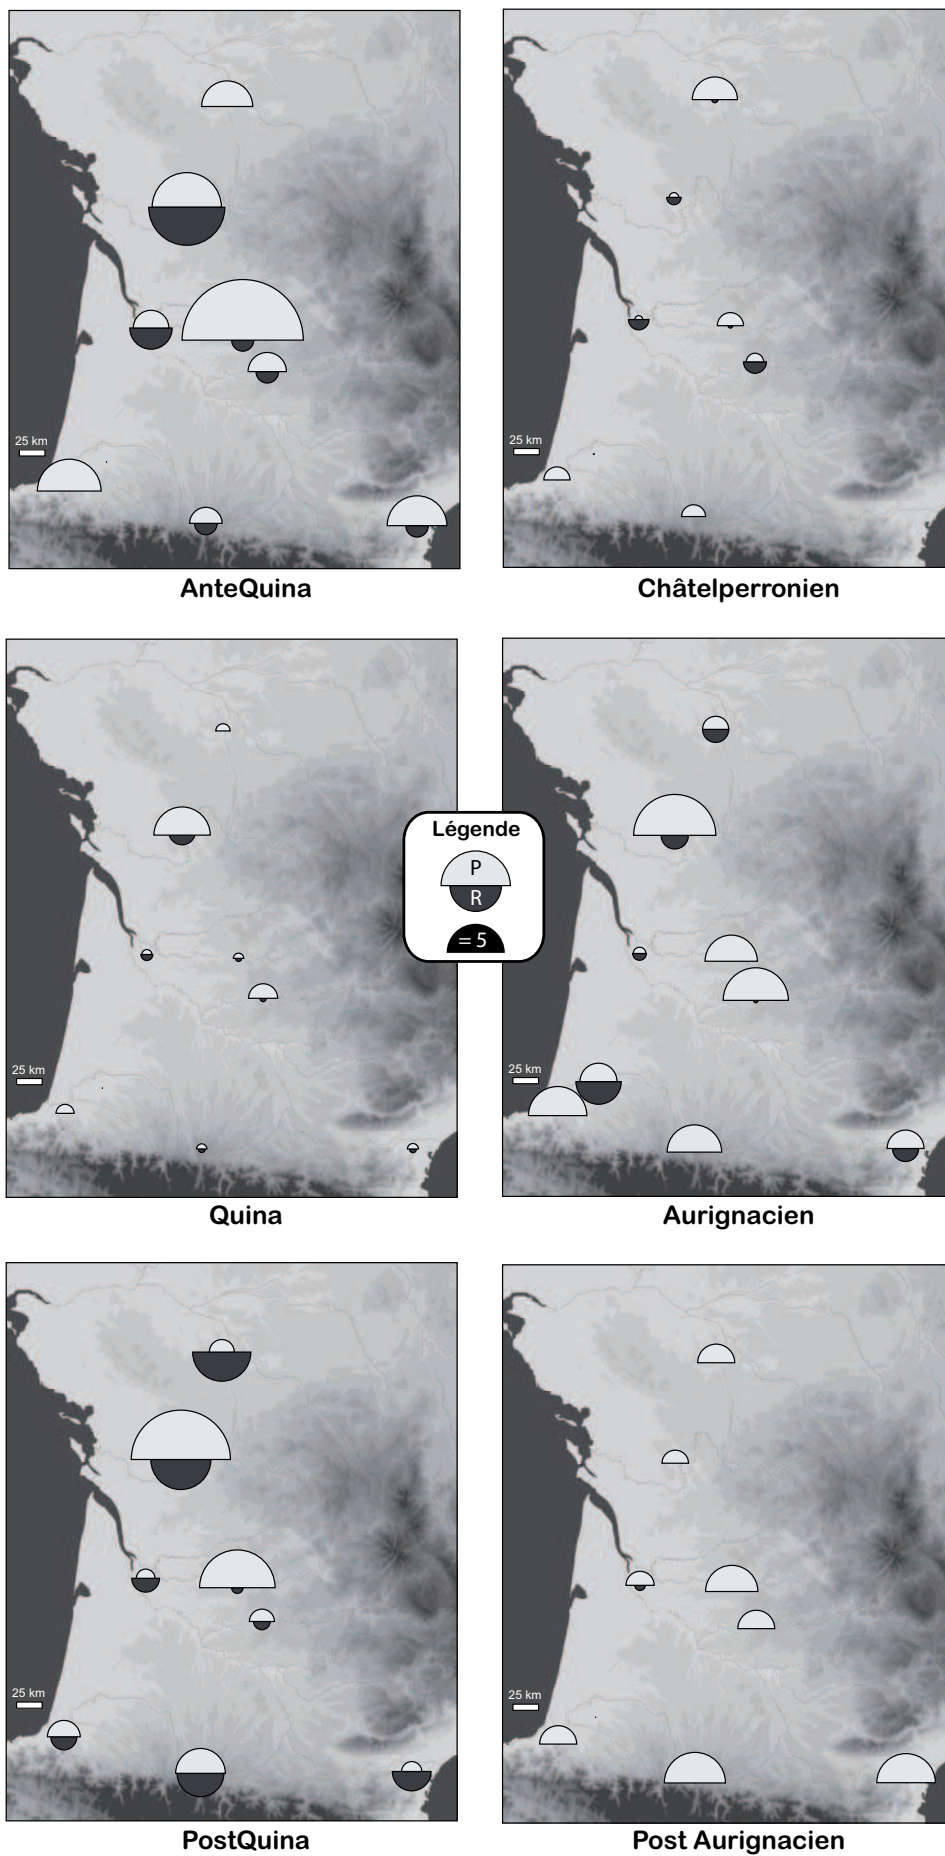 25 km
AnteQuina
25 km
Châtelperronien
25 km
Quina
Légende
P
R
= 5
25 km
Aurignacien
25 km
PostQuina
25 km
Post Aurignacien